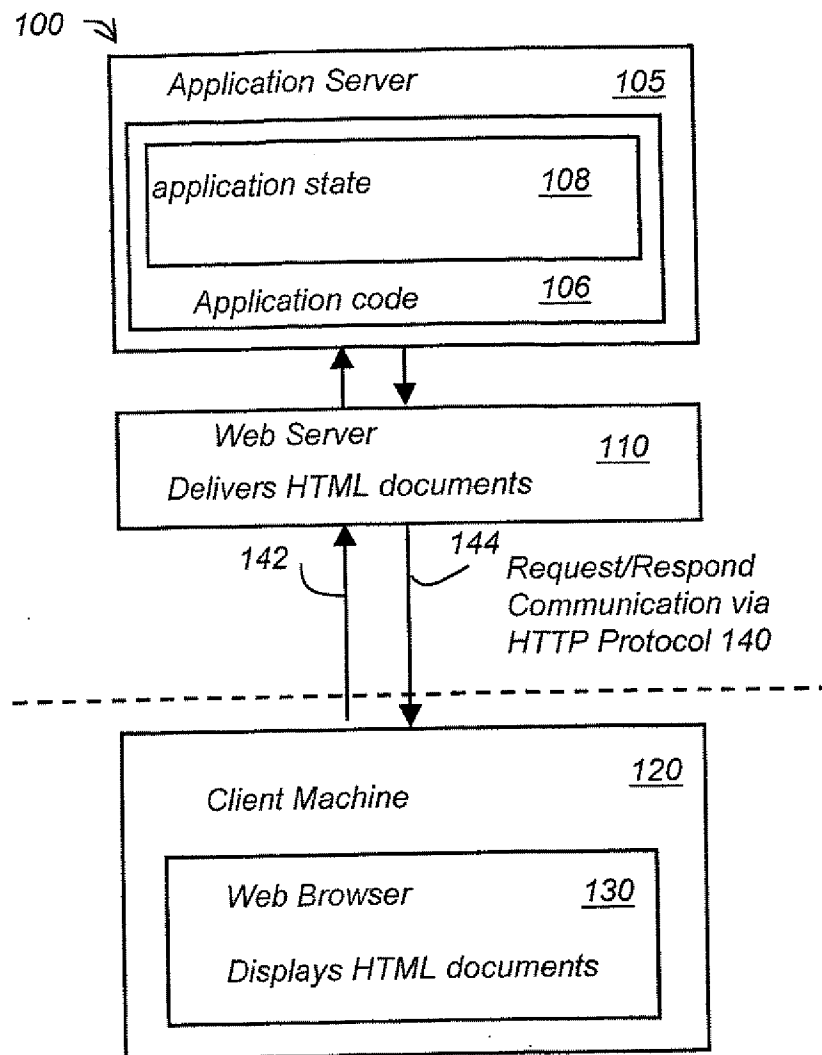 100
Application Server 105
application state 108
Application code 106
Web Server 110
Delivers HTML documents
142
144
Request/Respond
Communication via
HTTP Protocol 140
Client Machine 120
Web Browser 130
Displays HTML documents